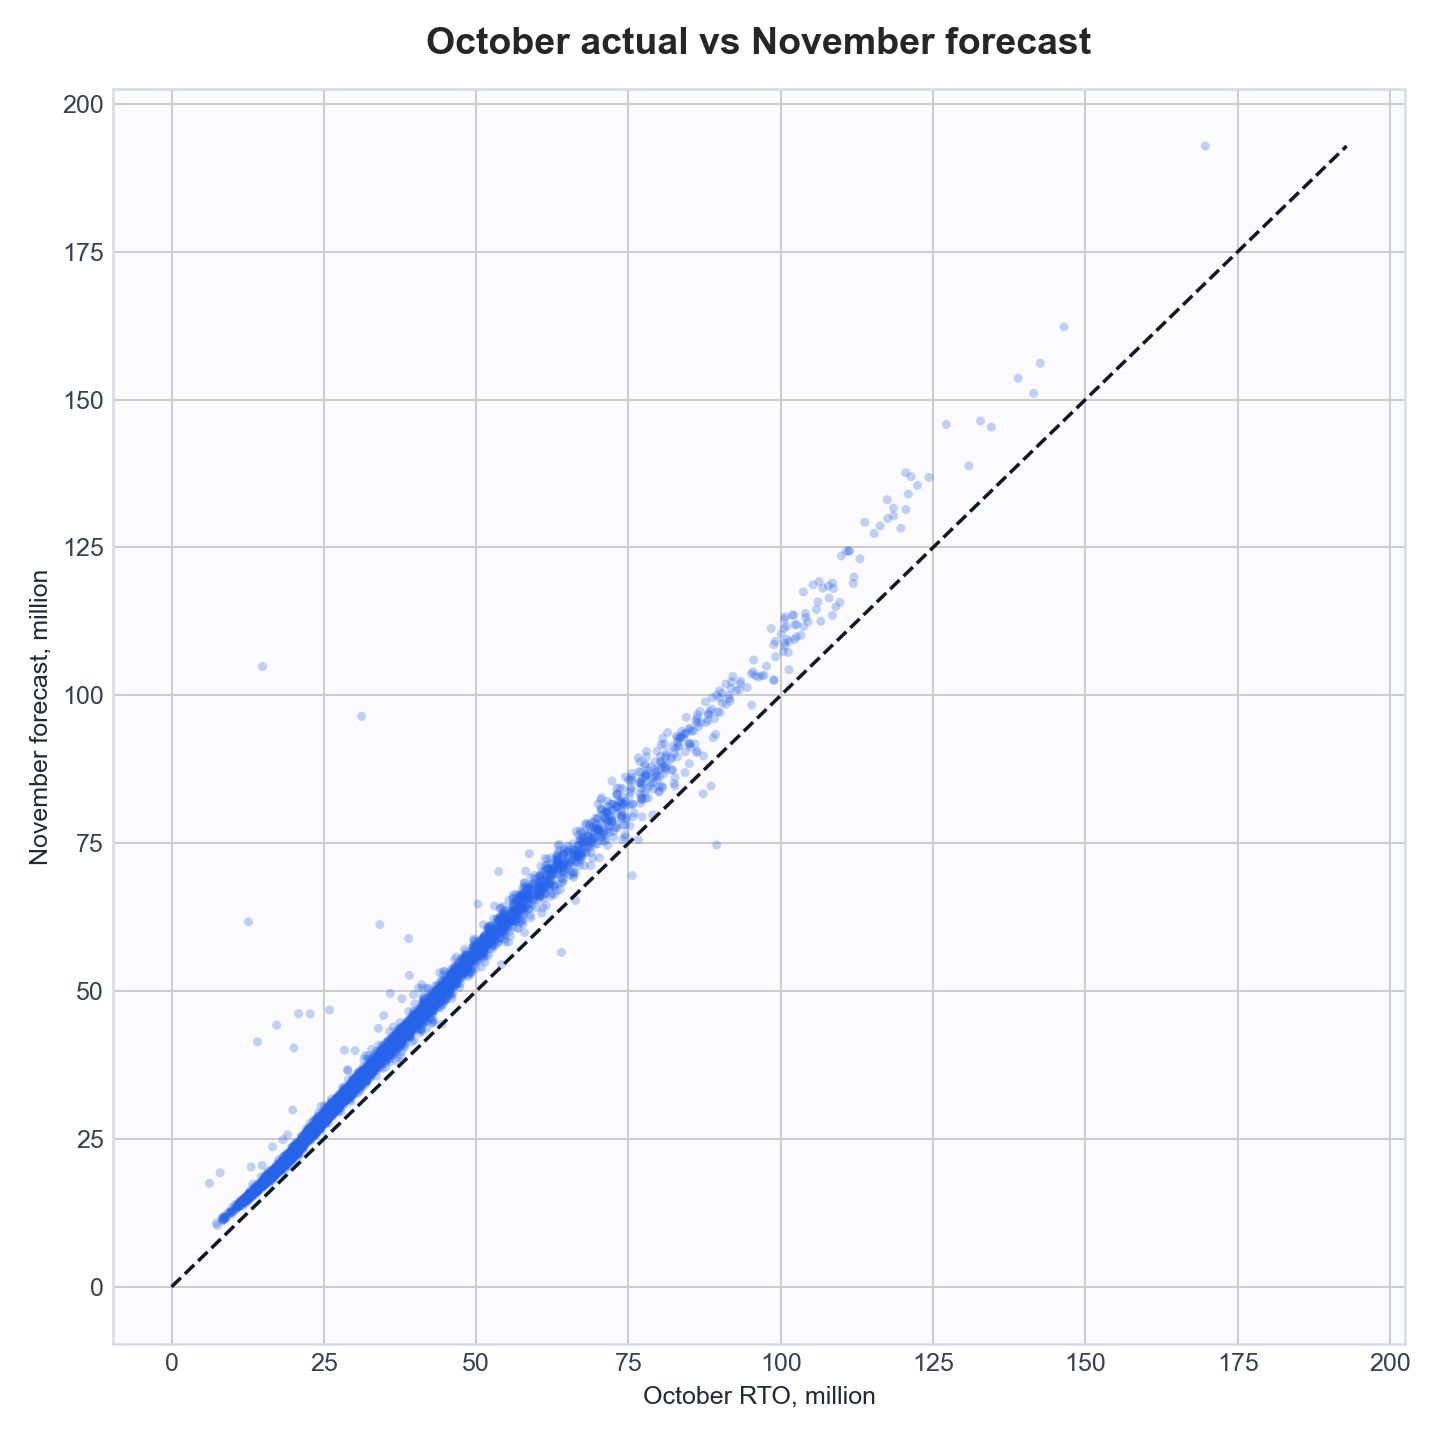 October actual vs November forecast
200
175
150
125
100
75
50
25
0
November forecast, million
0 25 50 75 100 125 150 175 200
October RTO, million